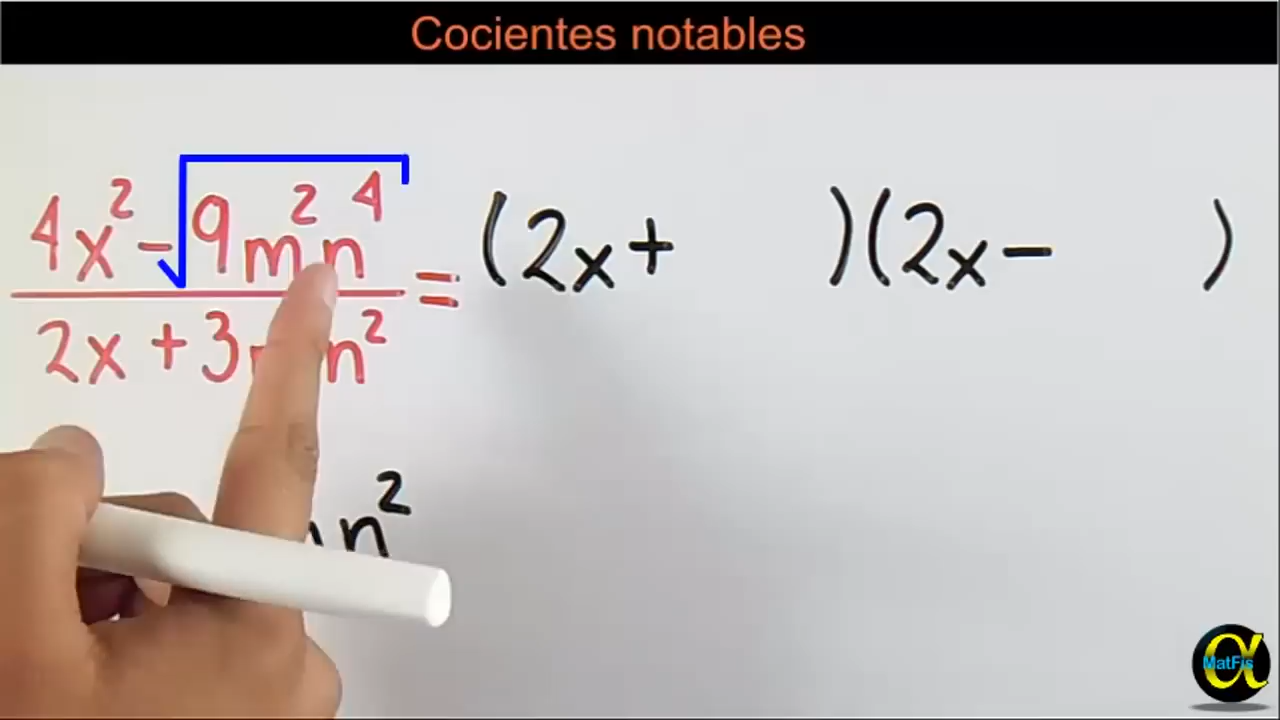 Cocientes notables
4x² - 9m²n⁴
= (2x + )(2x - )
2x + 3 n²
n²
MatFis
α